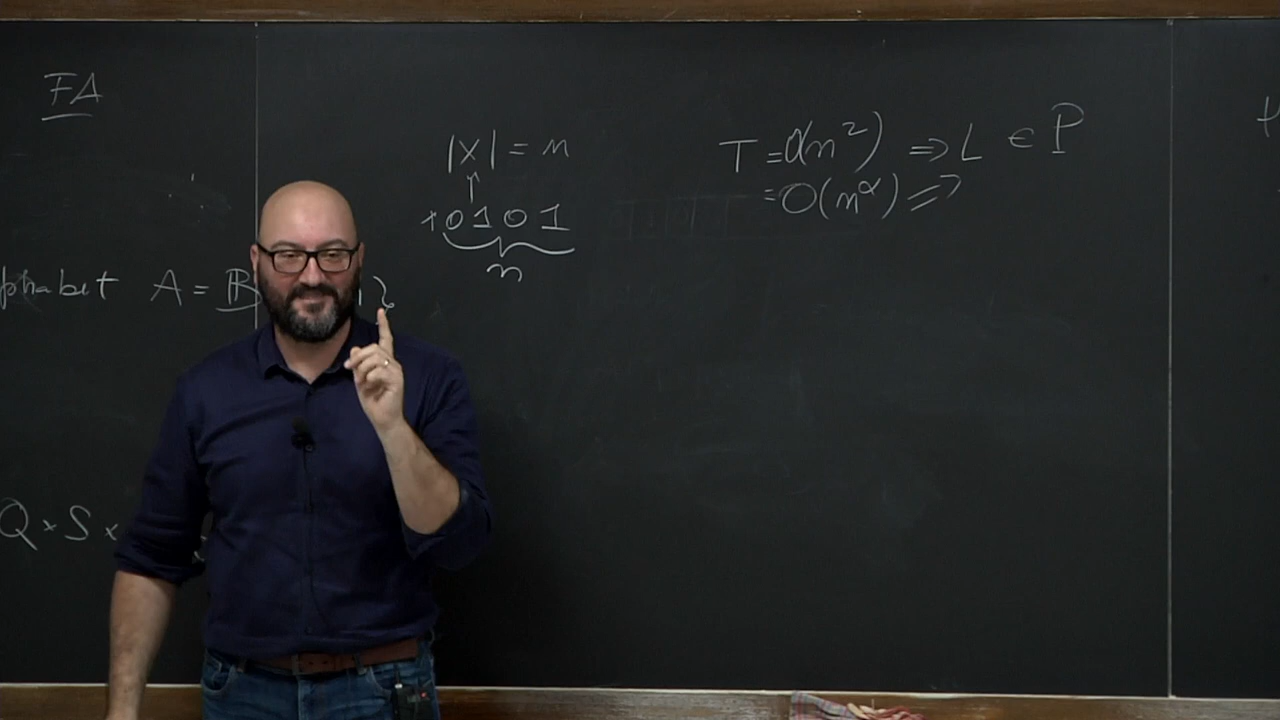 FA
|x| = n
+0101
n
T = O(n²) => L ∈ P
= O(n^α) =>
A = B
Q × S ×